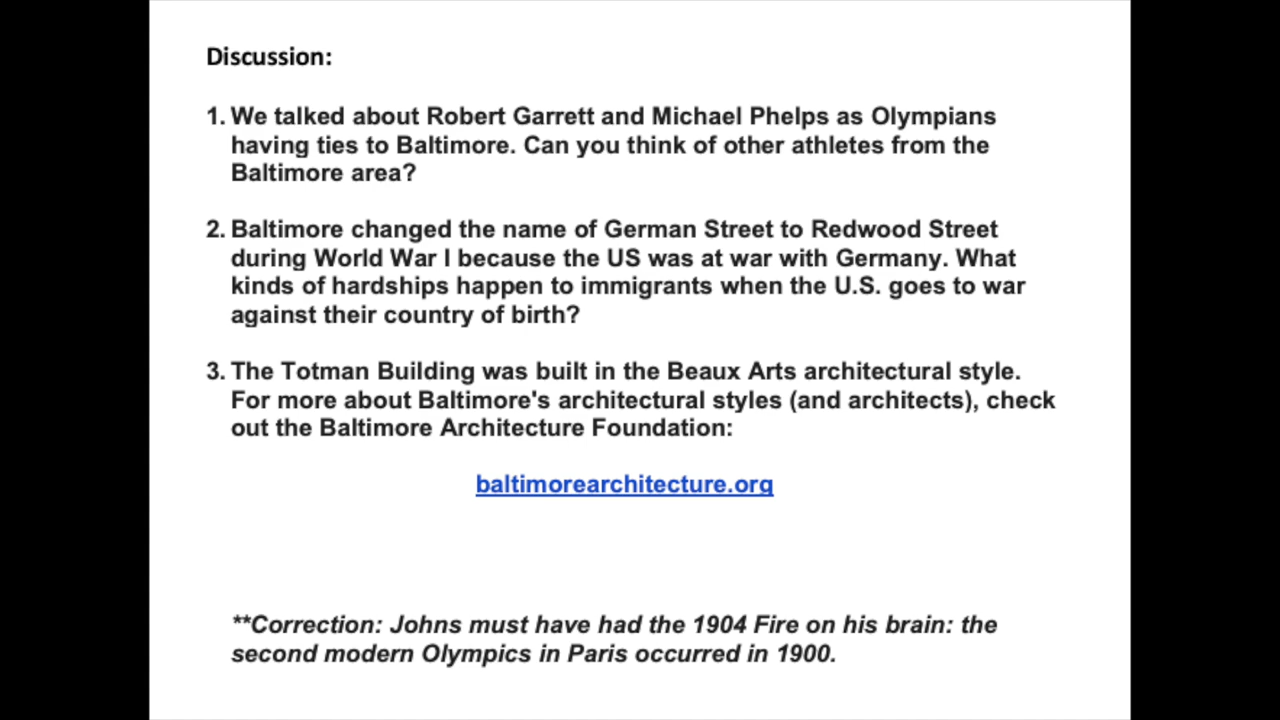 Discussion:
1. We talked about Robert Garrett and Michael Phelps as Olympians
having ties to Baltimore. Can you think of other athletes from the
Baltimore area?
2. Baltimore changed the name of German Street to Redwood Street
during World War I because the US was at war with Germany. What
kinds of hardships happen to immigrants when the U.S. goes to war
against their country of birth?
3. The Totman Building was built in the Beaux Arts architectural style.
For more about Baltimore's architectural styles (and architects), check
out the Baltimore Architecture Foundation:
baltimorearchitecture.org
**Correction: Johns must have had the 1904 Fire on his brain: the
second modern Olympics in Paris occurred in 1900.